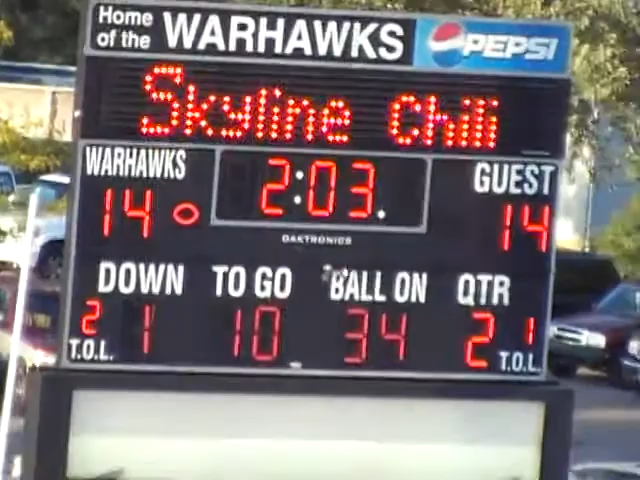 Home of the WARHAWKS PEPSI
Skyline Chili
WARHAWKS 2:03 GUEST
14 14
DAKTRONICS
DOWN TO GO BALL ON QTR
2 1 10 34 2 1
T.O.L. T.O.L.